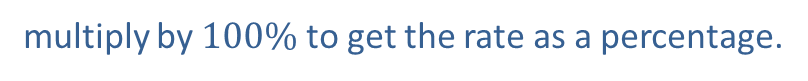 multiply by 100% to get the rate as a percentage.